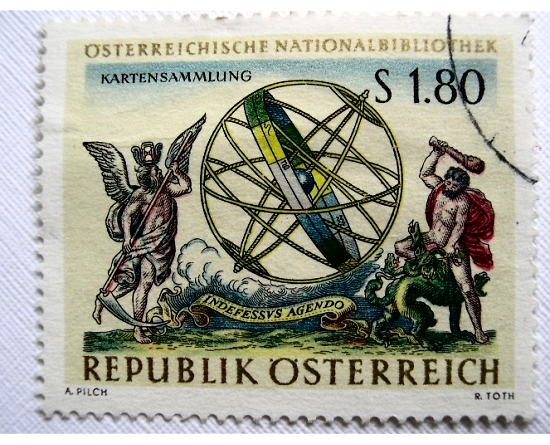 ÖSTERREICHISCHE NATIONALBIBLIOTHEK
KARTENSAMMLUNG
S 1.80
INDEFESSVS AGENDO
REPUBLIK ÖSTERREICH
A. PILCH
R. TOTH